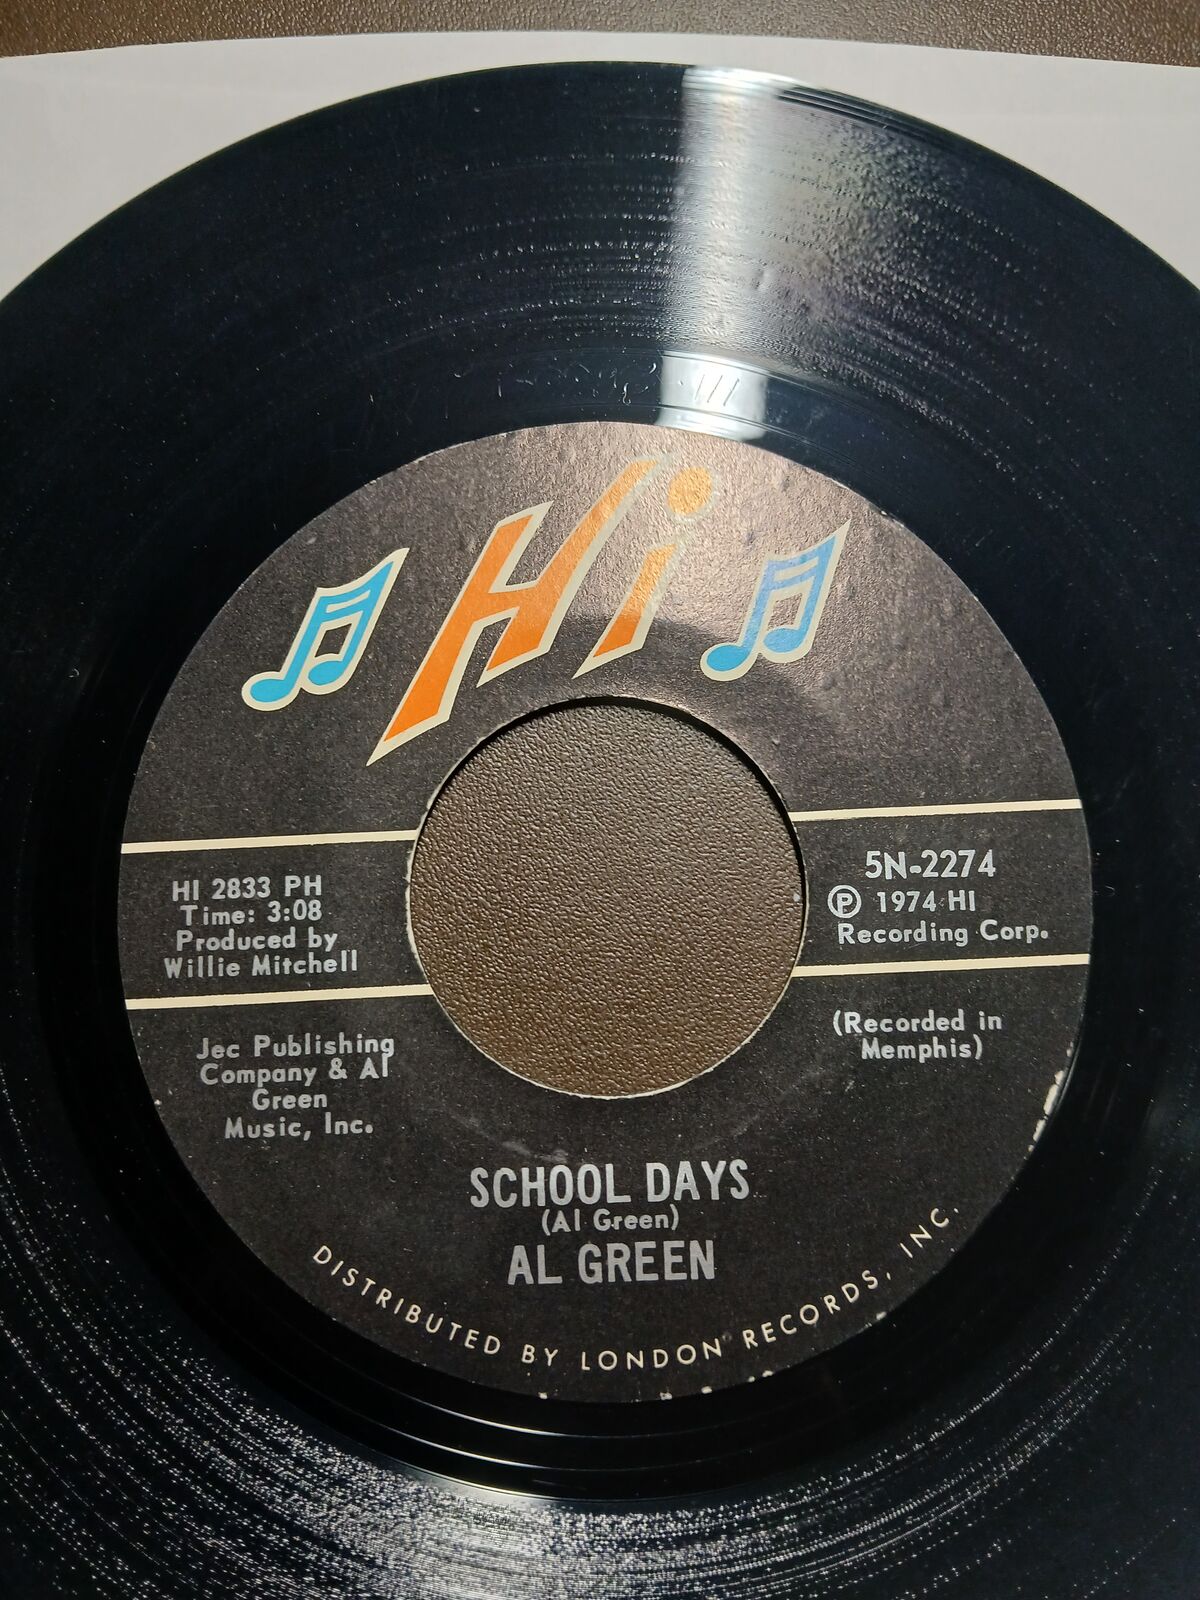 Hi
HI 2833 PH
Time: 3:08
Produced by
Willie Mitchell
5N-2274
Ⓟ 1974 HI
Recording Corp.
Jec Publishing
Company & Al
Green
Music, Inc.
(Recorded in
Memphis)
SCHOOL DAYS
(Al Green)
AL GREEN
DISTRIBUTED BY LONDON RECORDS, INC.